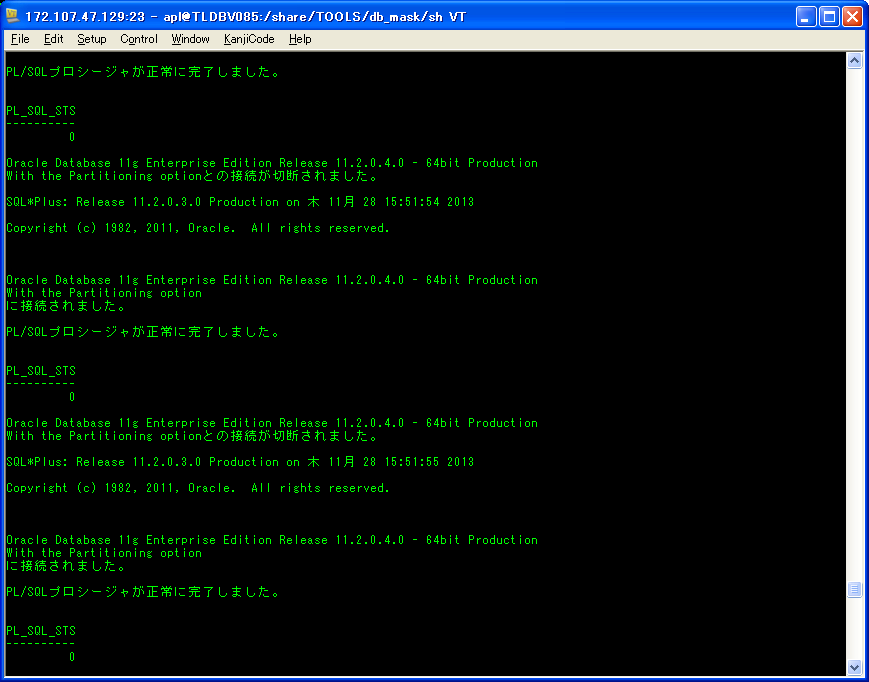 172.107.47.129:23 - apl@TLDBV085:/share/TOOLS/db_mask/sh VT
File Edit Setup Control Window KanjiCode Help
PL/SQLプロシージャが正常に完了しました。
PL_SQL_STS
----------
0
Oracle Database 11g Enterprise Edition Release 11.2.0.4.0 - 64bit Production
With the Partitioning optionとの接続が切断されました。
SQL*Plus: Release 11.2.0.3.0 Production on 木 11月 28 15:51:54 2013
Copyright (c) 1982, 2011, Oracle.  All rights reserved.
Oracle Database 11g Enterprise Edition Release 11.2.0.4.0 - 64bit Production
With the Partitioning option
に接続されました。
PL/SQLプロシージャが正常に完了しました。
PL_SQL_STS
----------
0
Oracle Database 11g Enterprise Edition Release 11.2.0.4.0 - 64bit Production
With the Partitioning optionとの接続が切断されました。
SQL*Plus: Release 11.2.0.3.0 Production on 木 11月 28 15:51:55 2013
Copyright (c) 1982, 2011, Oracle.  All rights reserved.
Oracle Database 11g Enterprise Edition Release 11.2.0.4.0 - 64bit Production
With the Partitioning option
に接続されました。
PL/SQLプロシージャが正常に完了しました。
PL_SQL_STS
----------
0